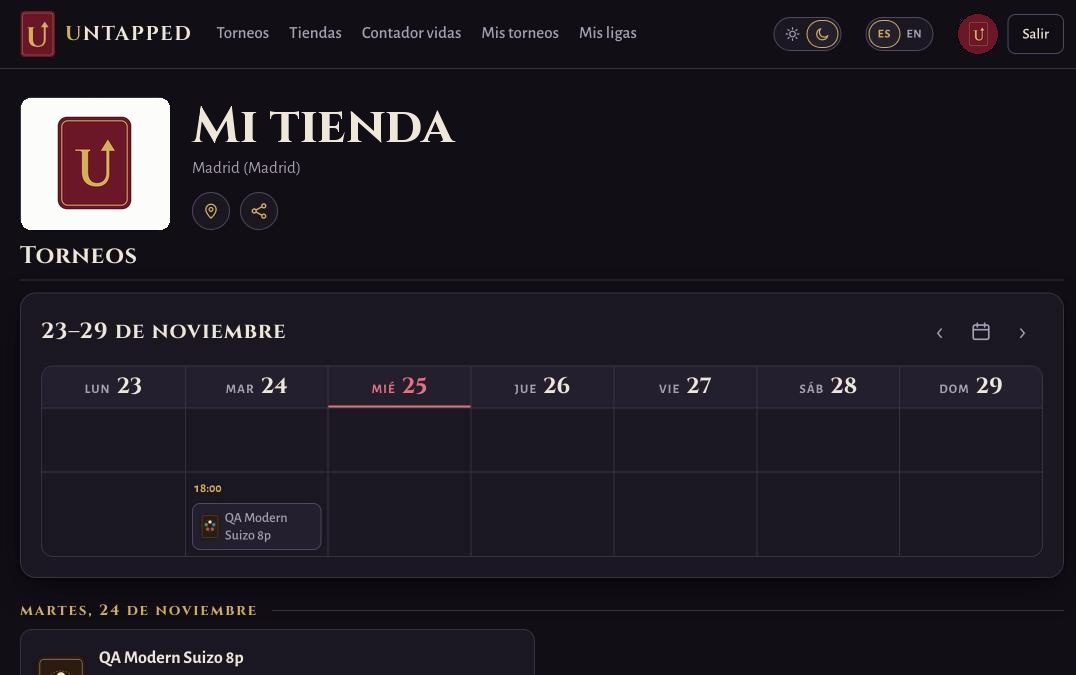 U UNTAPPED Torneos Tiendas Contador vidas Mis torneos Mis ligas ES EN U Salir
U
Mi tienda
Madrid (Madrid)
Torneos
23–29 de noviembre
LUN 23 MAR 24 MIÉ 25 JUE 26 VIE 27 SÁB 28 DOM 29
18:00
QA Modern
Suizo 8p
MARTES, 24 DE NOVIEMBRE
QA Modern Suizo 8p